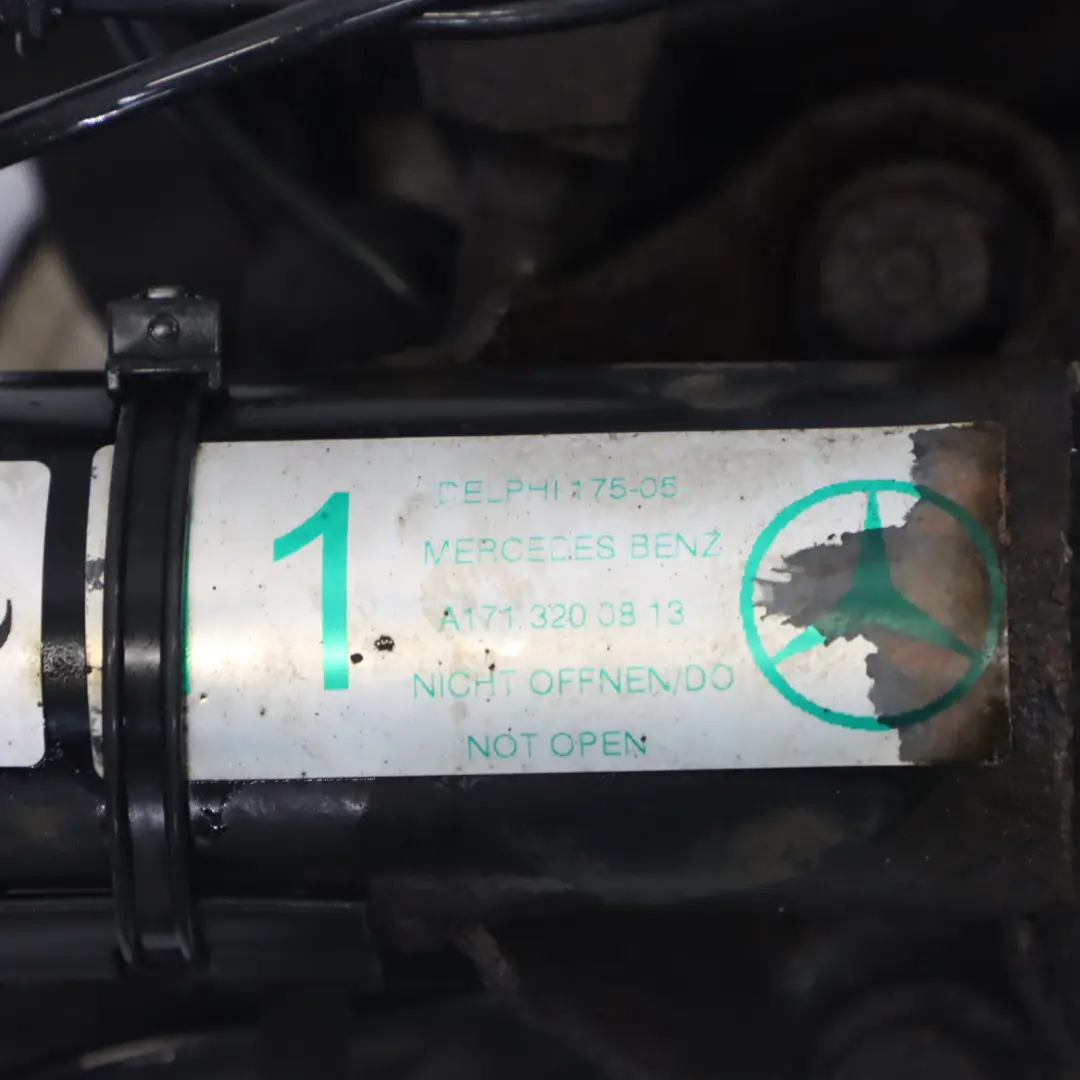 1
DELPHI 175-05
MERCEDES BENZ
A171 320 08 13
NICHT OFFNEN/DO
NOT OPEN